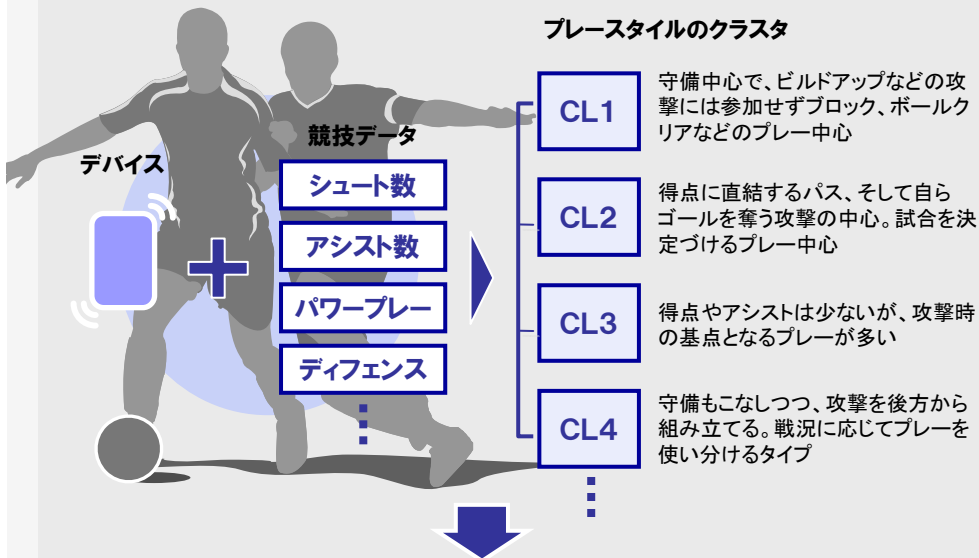 プレースタイルのクラスタ
デバイス
競技データ
シュート数
アシスト数
パワープレー
ディフェンス
CL1
守備中心で、ビルドアップなどの攻
撃には参加せずブロック、ボールク
リアなどのプレー中心
CL2
得点に直結するパス、そして自ら
ゴールを奪う攻撃の中心。試合を決
定づけるプレー中心
CL3
得点やアシストは少ないが、攻撃時
の基点となるプレーが多い
CL4
守備もこなしつつ、攻撃を後方から
組み立てる。戦況に応じてプレーを
使い分けるタイプ